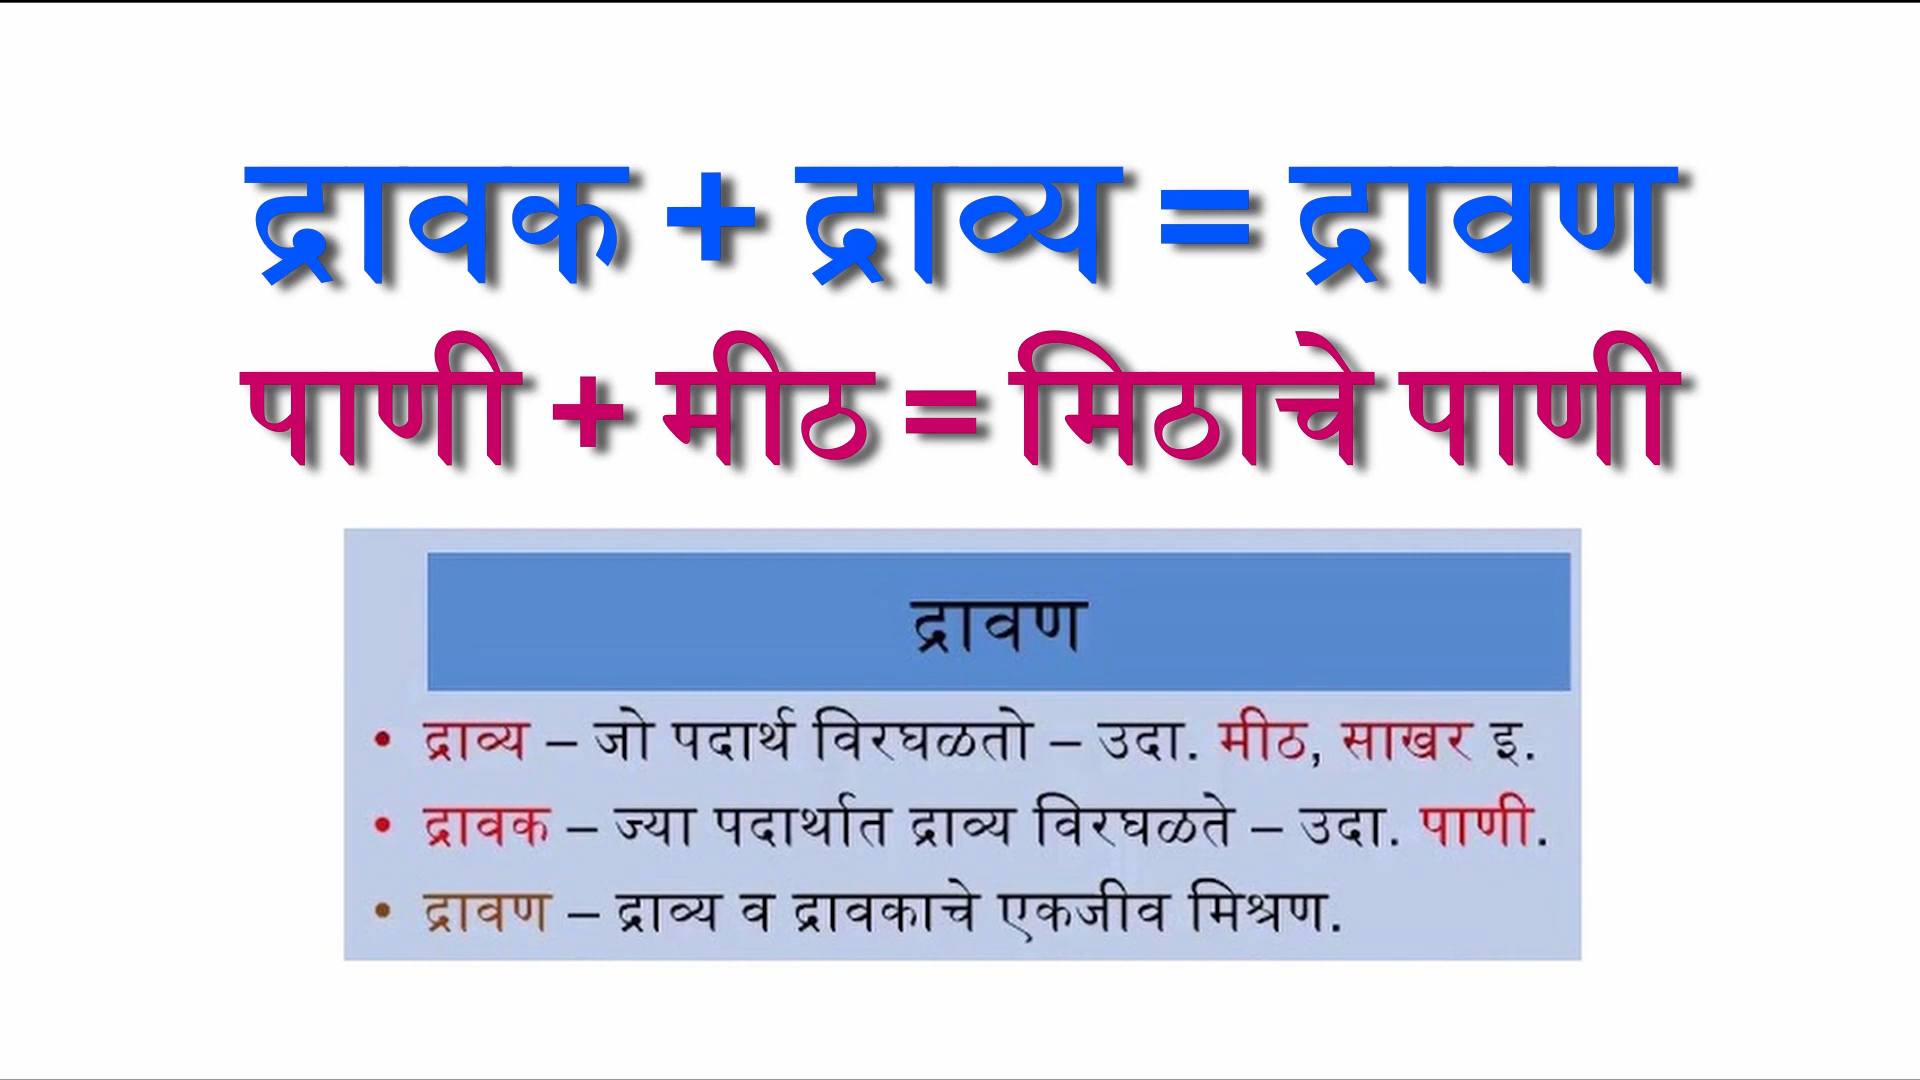 द्रावक + द्राव्य = द्रावण
पाणी + मीठ = मिठाचे पाणी
द्रावण
• द्राव्य – जो पदार्थ विरघळतो – उदा. मीठ, साखर इ.
• द्रावक – ज्या पदार्थात द्राव्य विरघळते – उदा. पाणी.
• द्रावण – द्राव्य व द्रावकाचे एकजीव मिश्रण.